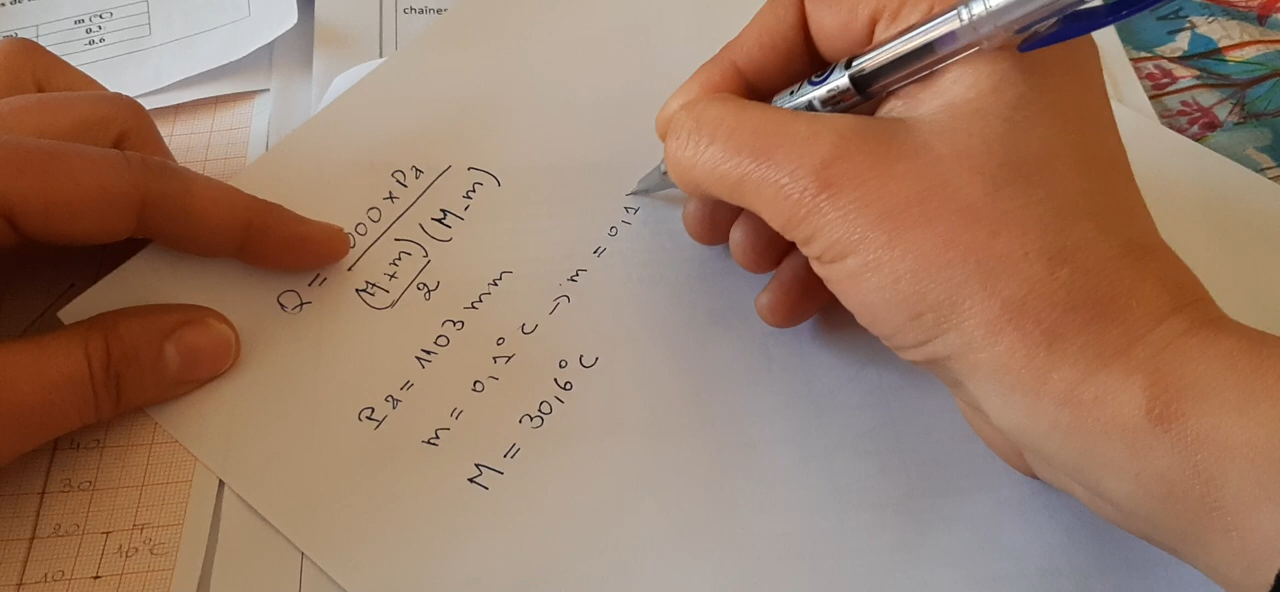 m (°C)
0.3
-0.6
Q = 000 x Pa
(M+m)(M-m)
2
Pa = 1103 mm
m = 0,1°C → m = 0,1
M = 30,6°C
40
30
20
10°C
10